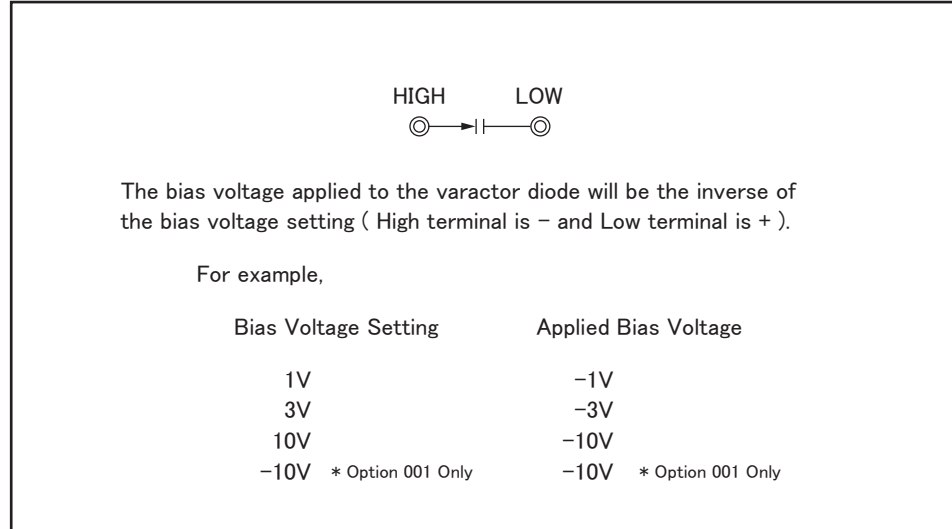 HIGH LOW
The bias voltage applied to the varactor diode will be the inverse of
the bias voltage setting ( High terminal is − and Low terminal is + ).
For example,
Bias Voltage Setting Applied Bias Voltage
1V −1V
3V −3V
10V −10V
−10V * Option 001 Only −10V * Option 001 Only